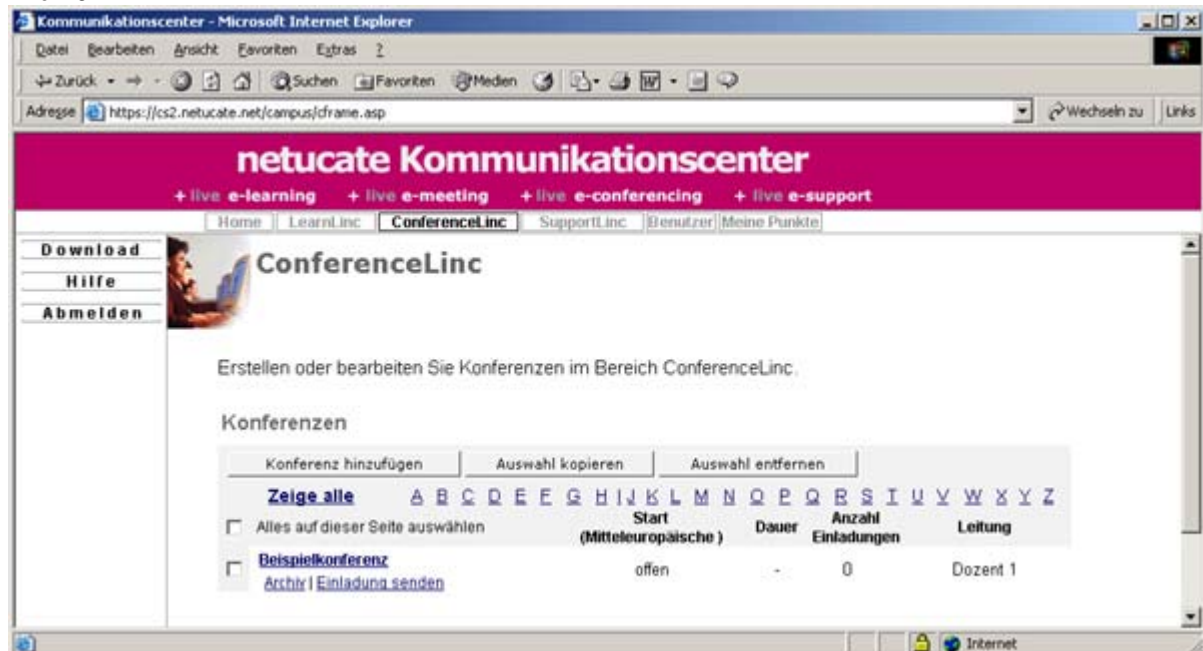 Kommunikationscenter - Microsoft Internet Explorer
Datei Bearbeiten Ansicht Favoriten Extras ?
Zurück Suchen Favoriten Medien
Adresse https://cs2.netucate.net/campus/cframe.asp Wechseln zu Links
netucate Kommunikationscenter
+ live e-learning + live e-meeting + live e-conferencing + live e-support
Home LearnLinc ConferenceLinc SupportLinc Benutzer Meine Punkte
Download
Hilfe
Abmelden
ConferenceLinc
Erstellen oder bearbeiten Sie Konferenzen im Bereich ConferenceLinc.
Konferenzen
Konferenz hinzufügen Auswahl kopieren Auswahl entfernen
Zeige alle A B C D E F G H I J K L M N O P Q R S T U V W X Y Z
Alles auf dieser Seite auswählen Start (Mitteleuropäische ) Dauer Anzahl Einladungen Leitung
Beispielkonferenz offen - 0 Dozent 1
Archiv | Einladung senden
Internet